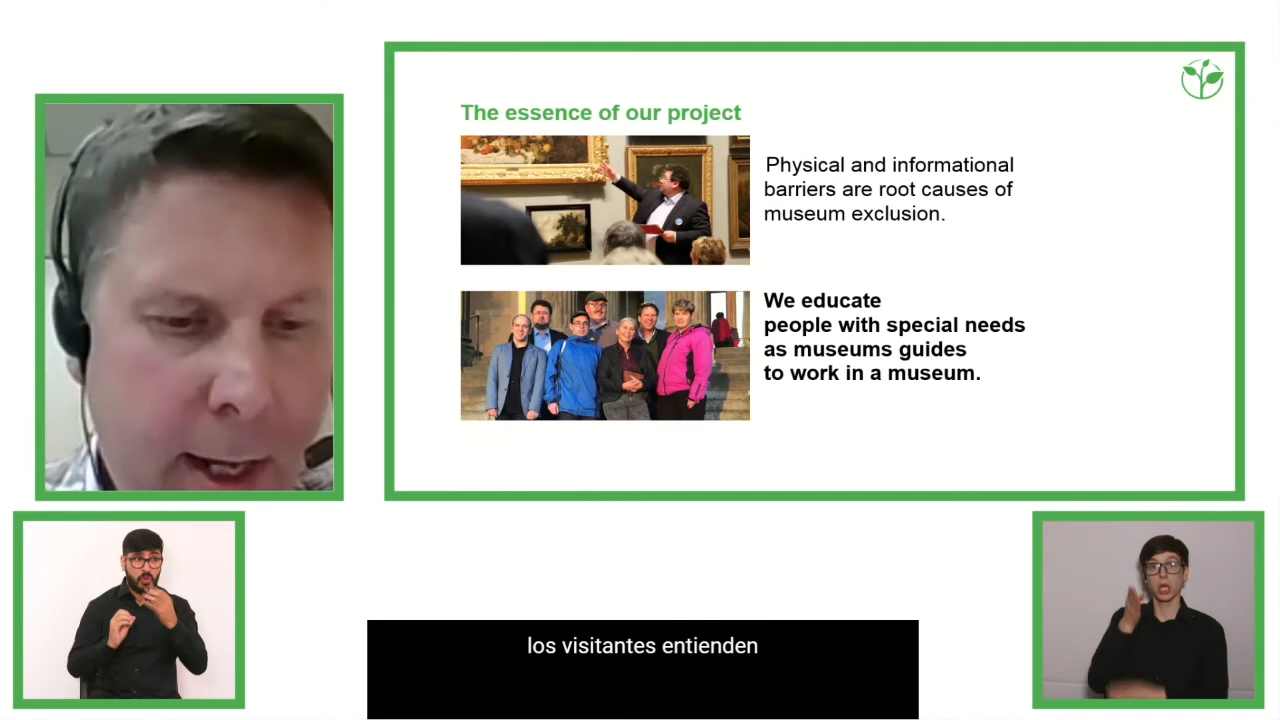 The essence of our project
Physical and informational
barriers are root causes of
museum exclusion.
We educate
people with special needs
as museums guides
to work in a museum.
los visitantes entienden